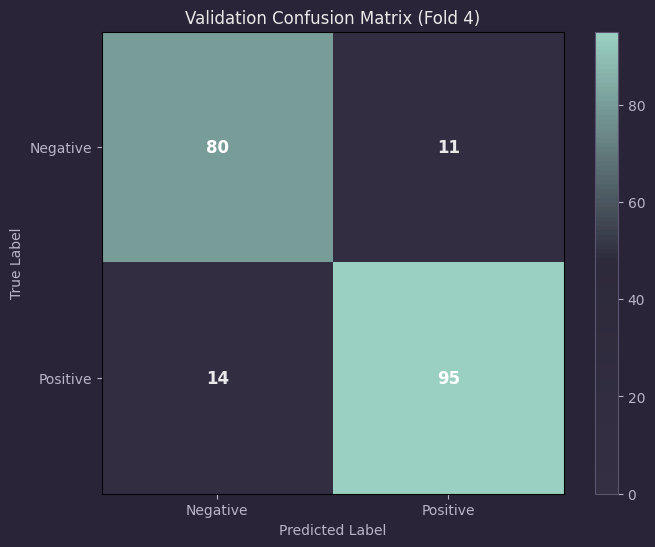 Validation Confusion Matrix (Fold 4)
Negative 80 11
Positive 14 95
Negative Positive
Predicted Label
True Label
80
60
40
20
0